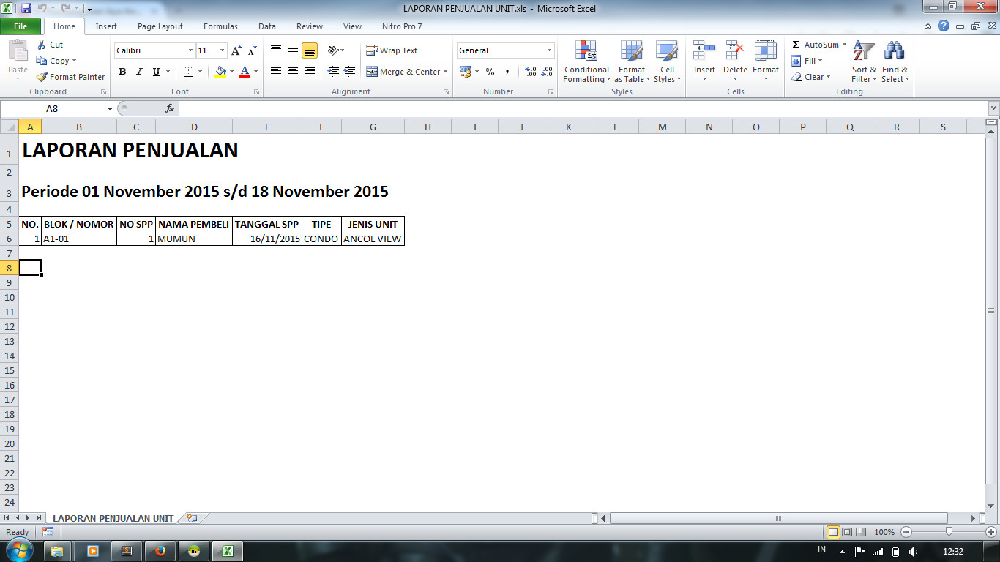 LAPORAN PENJUALAN UNIT.xls - Microsoft Excel
File Home Insert Page Layout Formulas Data Review View Nitro Pro 7
Paste Cut Copy Format Painter
Calibri 11
B I U
Wrap Text
Merge & Center
General
%
Conditional Formatting Format as Table Cell Styles
Insert Delete Format
Σ AutoSum
Fill
Clear
Sort & Filter Find & Select
Clipboard Font Alignment Number Styles Cells Editing
A8 fx
A B C D E F G H I J K L M N O P Q R S
1 LAPORAN PENJUALAN
2
3 Periode 01 November 2015 s/d 18 November 2015
4
5 NO. BLOK / NOMOR NO SPP NAMA PEMBELI TANGGAL SPP TIPE JENIS UNIT
6 1 A1-01 1 MUMUN 16/11/2015 CONDO ANCOL VIEW
7
8
9
10
11
12
13
14
15
16
17
18
19
20
21
22
23
24
LAPORAN PENJUALAN UNIT
Ready 100%
IN 12:32